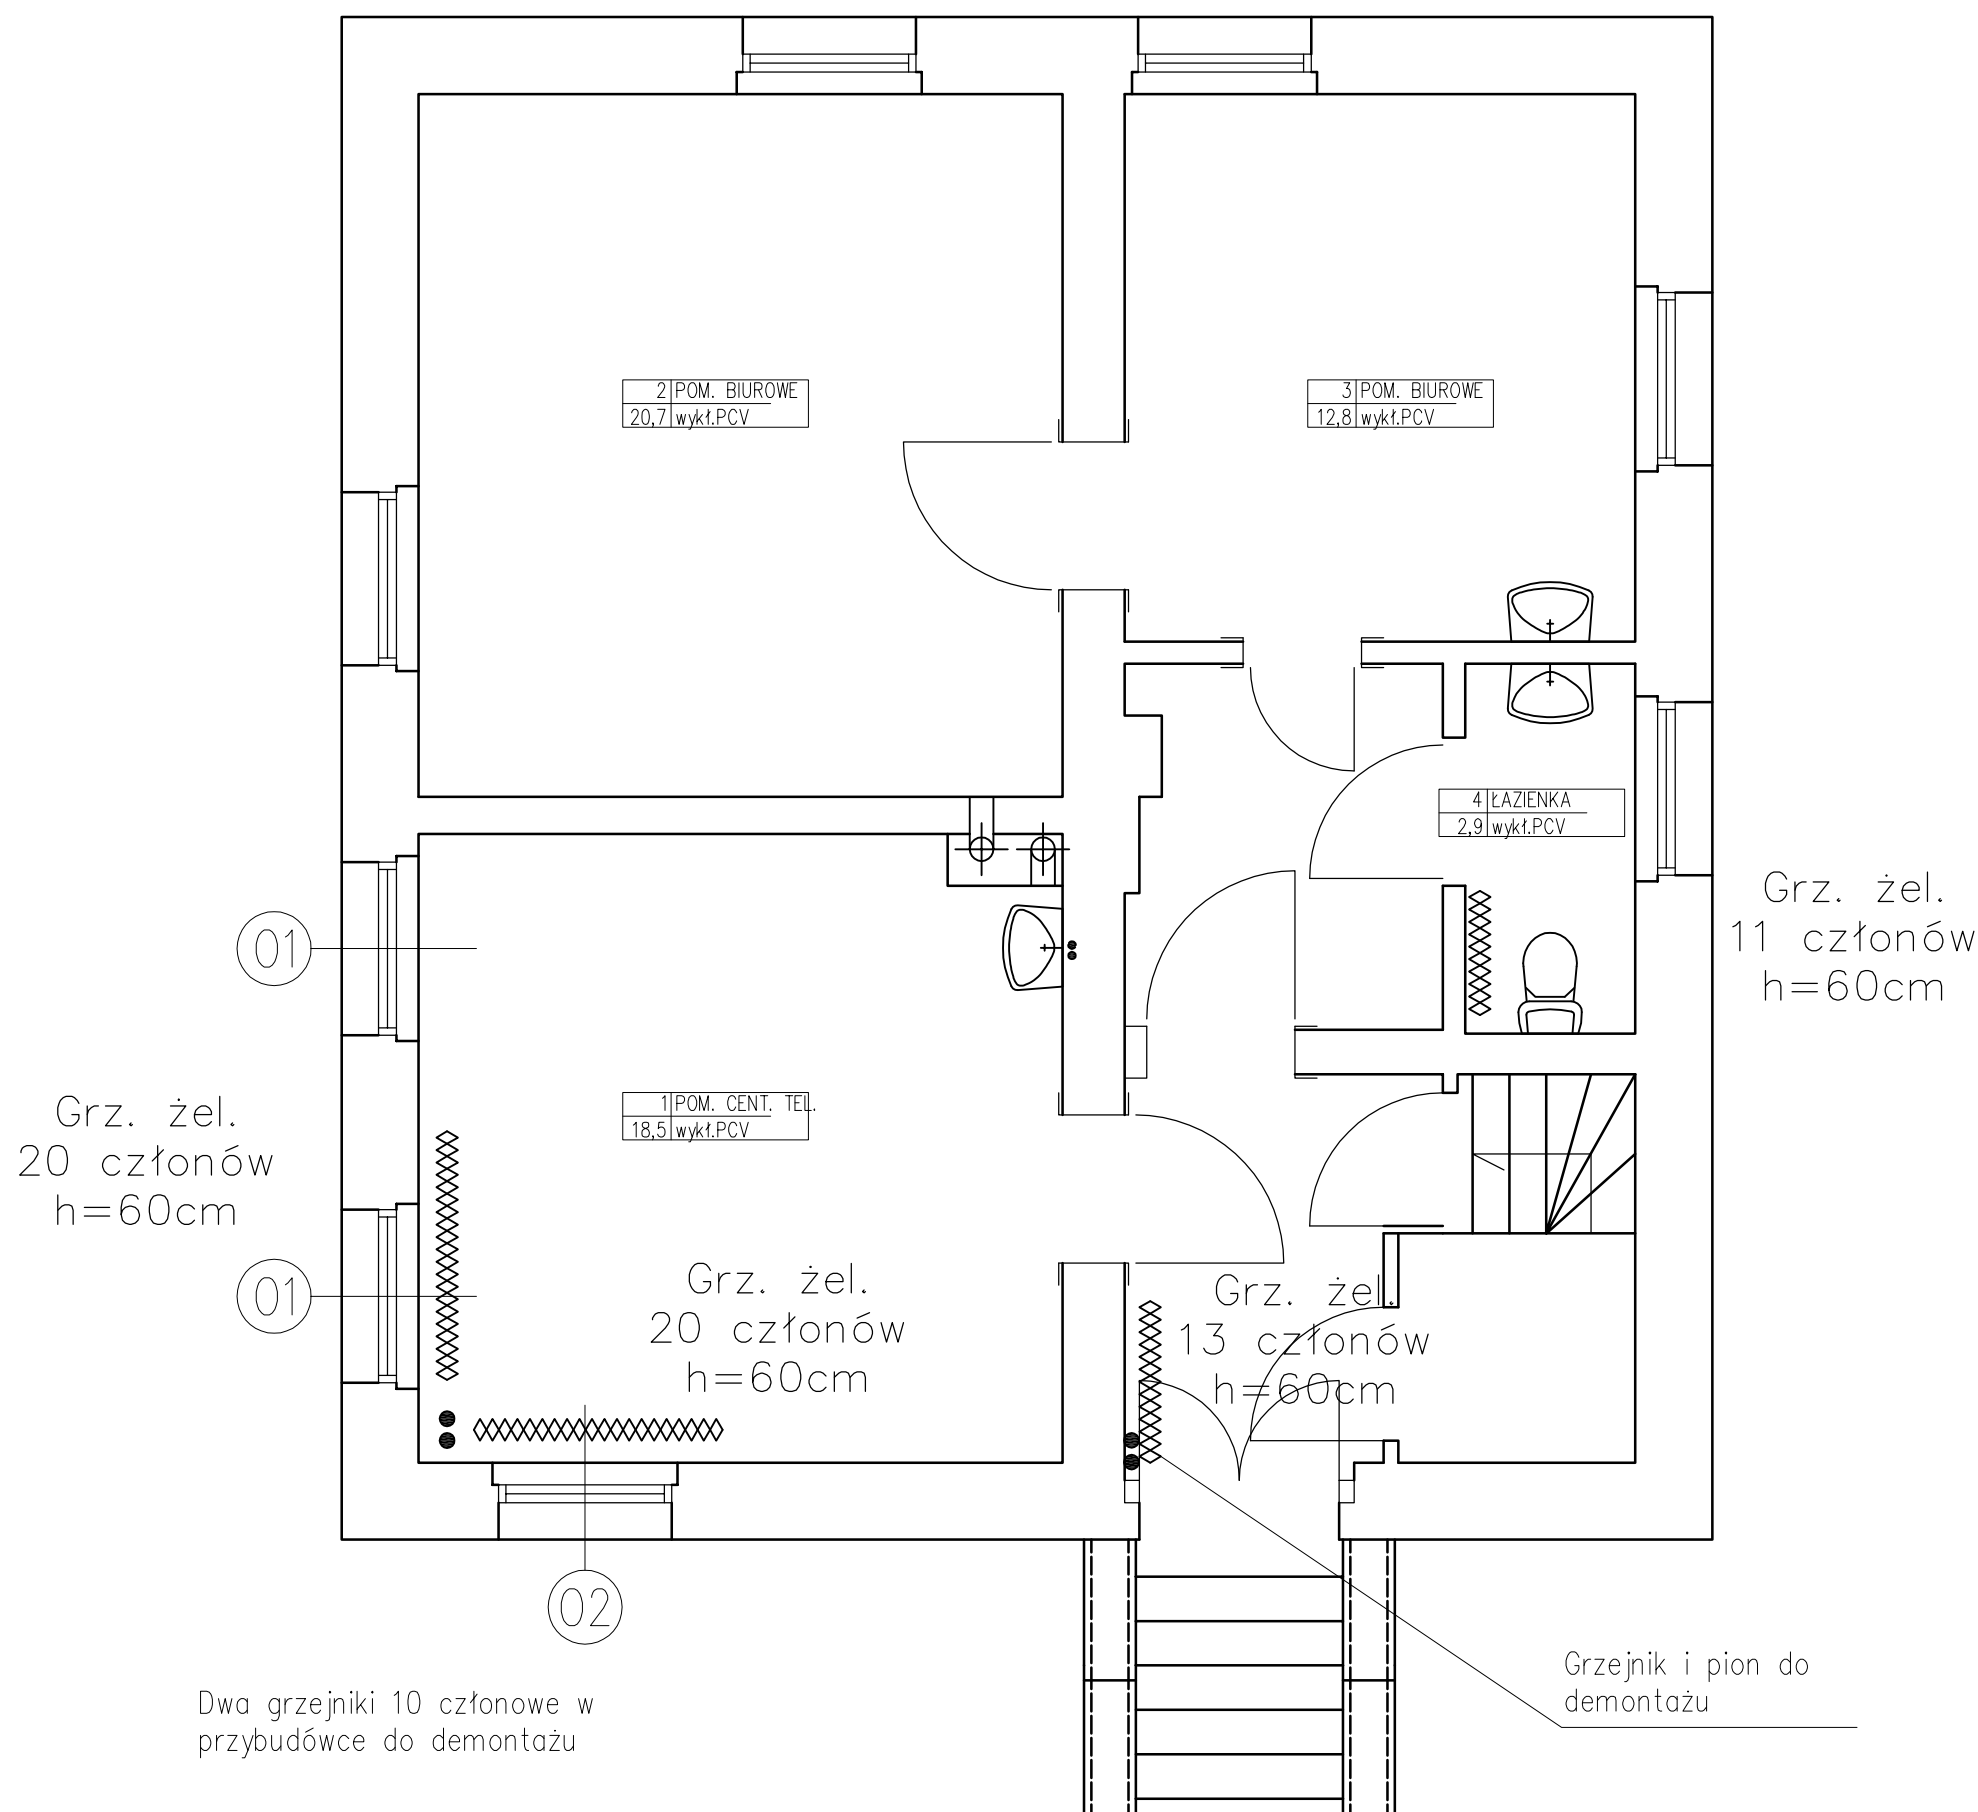 2 POM. BIUROWE
20,7 wykł.PCV
3 POM. BIUROWE
12,8 wykł.PCV
4 ŁAZIENKA
2,9 wykł.PCV
Grz. żel.
11 członów
h=60cm
01
Grz. żel.
20 członów
h=60cm
1 POM. CENT. TEL.
18,5 wykł.PCV
01
Grz. żel.
20 członów
h=60cm
Grz. żel.
13 członów
h=60cm
02
Dwa grzejniki 10 członowe w
przybudówce do demontażu
Grzejnik i pion do
demontażu